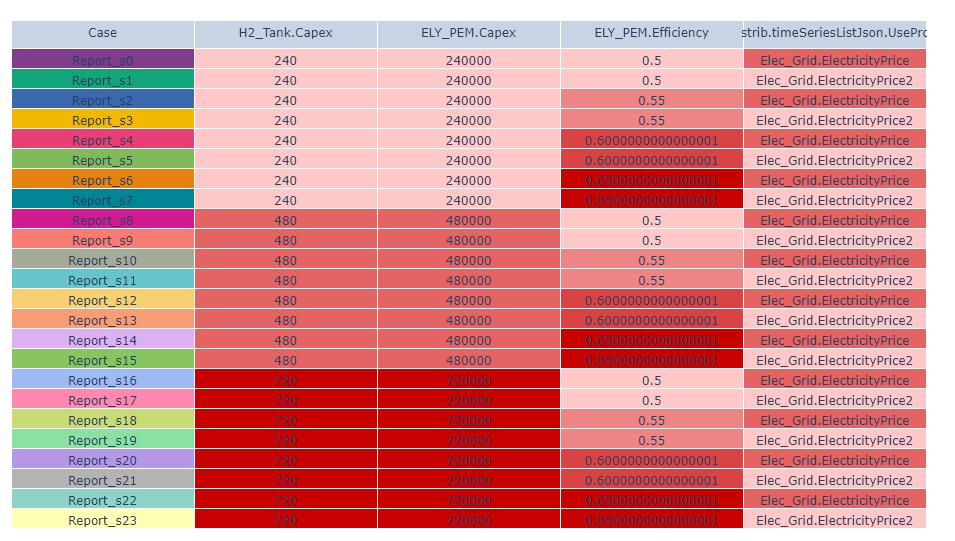 Case H2_Tank.Capex ELY_PEM.Capex ELY_PEM.Efficiency strib.timeSeriesListJson.UsePro
Report_s0 240 240000 0.5 Elec_Grid.ElectricityPrice
Report_s1 240 240000 0.5 Elec_Grid.ElectricityPrice2
Report_s2 240 240000 0.55 Elec_Grid.ElectricityPrice
Report_s3 240 240000 0.55 Elec_Grid.ElectricityPrice2
Report_s4 240 240000 0.6000000000000001 Elec_Grid.ElectricityPrice
Report_s5 240 240000 0.6000000000000001 Elec_Grid.ElectricityPrice2
Report_s6 240 240000 0.6500000000000001 Elec_Grid.ElectricityPrice
Report_s7 240 240000 0.6500000000000001 Elec_Grid.ElectricityPrice2
Report_s8 480 480000 0.5 Elec_Grid.ElectricityPrice
Report_s9 480 480000 0.5 Elec_Grid.ElectricityPrice2
Report_s10 480 480000 0.55 Elec_Grid.ElectricityPrice
Report_s11 480 480000 0.55 Elec_Grid.ElectricityPrice2
Report_s12 480 480000 0.6000000000000001 Elec_Grid.ElectricityPrice
Report_s13 480 480000 0.6000000000000001 Elec_Grid.ElectricityPrice2
Report_s14 480 480000 0.6500000000000001 Elec_Grid.ElectricityPrice
Report_s15 480 480000 0.6500000000000001 Elec_Grid.ElectricityPrice2
Report_s16 720 720000 0.5 Elec_Grid.ElectricityPrice
Report_s17 720 720000 0.5 Elec_Grid.ElectricityPrice2
Report_s18 720 720000 0.55 Elec_Grid.ElectricityPrice
Report_s19 720 720000 0.55 Elec_Grid.ElectricityPrice2
Report_s20 720 720000 0.6000000000000001 Elec_Grid.ElectricityPrice
Report_s21 720 720000 0.6000000000000001 Elec_Grid.ElectricityPrice2
Report_s22 720 720000 0.6500000000000001 Elec_Grid.ElectricityPrice
Report_s23 720 720000 0.6500000000000001 Elec_Grid.ElectricityPrice2